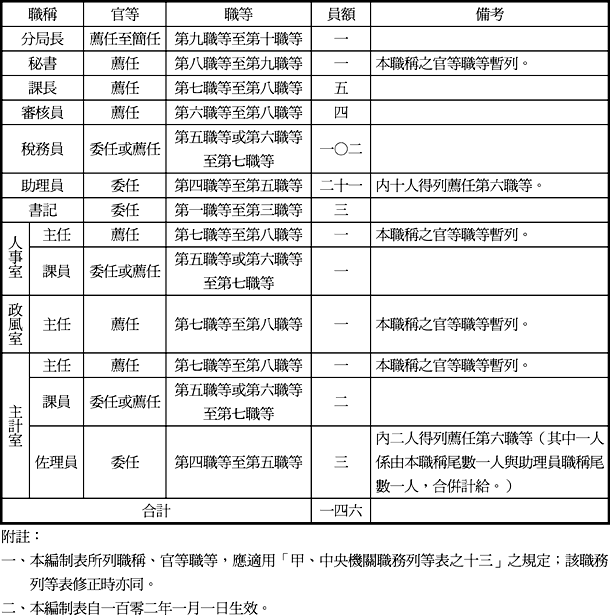 職稱 官等 職等 員額 備考
分局長 薦任至簡任 第九職等至第十職等 一
秘書 薦任 第八職等至第九職等 一 本職稱之官等職等暫列。
課長 薦任 第七職等至第八職等 五
審核員 薦任 第六職等至第八職等 四
稅務員 委任或薦任 第五職等或第六職等
至第七職等 一〇二
助理員 委任 第四職等至第五職等 二十一 內十人得列薦任第六職等。
書記 委任 第一職等至第三職等 三
人事室 主任 薦任 第七職等至第八職等 一 本職稱之官等職等暫列。
課員 委任或薦任 第五職等或第六職等
至第七職等 一
政風室 主任 薦任 第七職等至第八職等 一 本職稱之官等職等暫列。
主計室 主任 薦任 第七職等至第八職等 一 本職稱之官等職等暫列。
課員 委任或薦任 第五職等或第六職等
至第七職等 二
佐理員 委任 第四職等至第五職等 三 內二人得列薦任第六職等（其中一人
係由本職稱尾數一人與助理員職稱尾
數一人，合併計給。）
合計 一四六
附註：
一、本編制表所列職稱、官等職等，應適用「甲、中央機關職務列等表之十三」之規定；該職務
列等表修正時亦同。
二、本編制表自一百零二年一月一日生效。